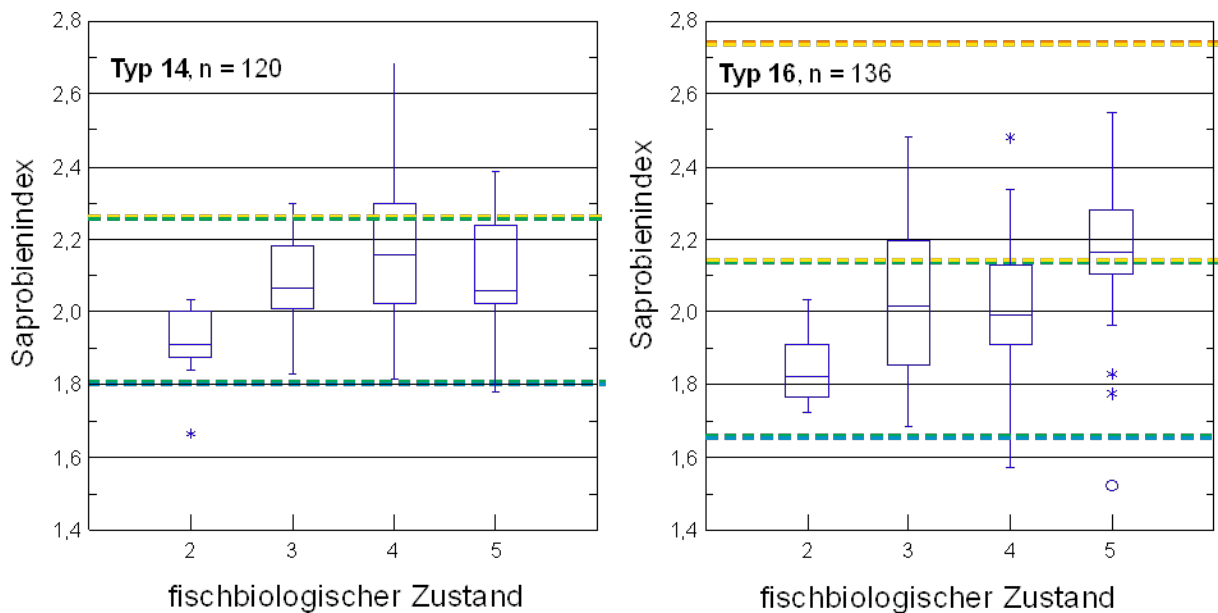 2,8
2,6
2,4
2,2
2,0
1,8
1,6
1,4
Saprobienindex
Typ 14, n = 120
2 3 4 5
fischbiologischer Zustand
2,8
2,6
2,4
2,2
2,0
1,8
1,6
1,4
Saprobienindex
Typ 16, n = 136
2 3 4 5
fischbiologischer Zustand